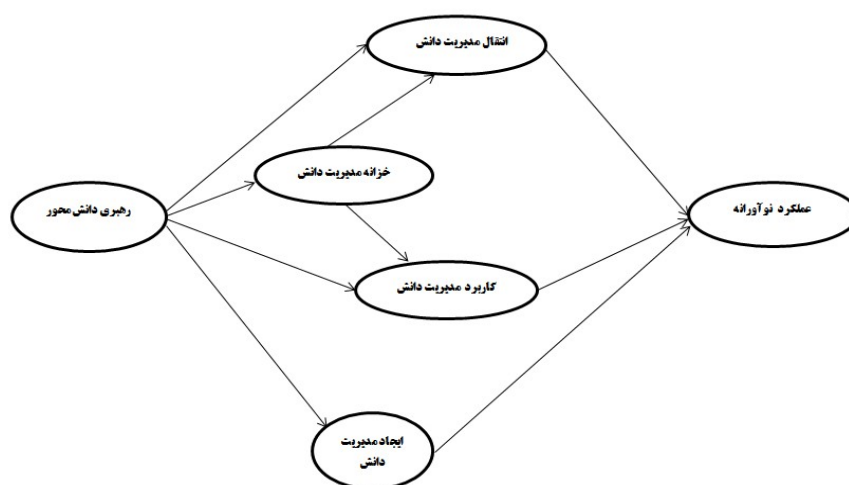 انتقال مدیریت دانش
خزانه مدیریت دانش
رهبری دانش محور
عملکرد نوآورانه
کاربرد مدیریت دانش
ایجاد مدیریت
دانش